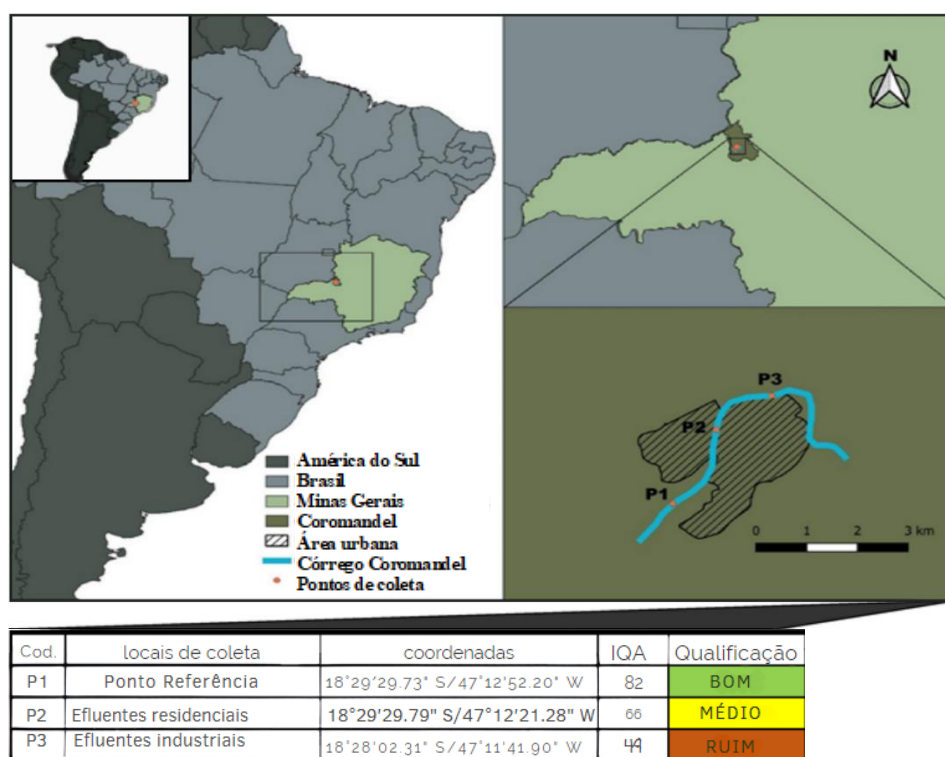 N
P3
P2
P1
0 1 2 3 km
América do Sul
Brasil
Minas Gerais
Coromandel
Área urbana
Córrego Coromandel
Pontos de coleta
Cod. locais de coleta coordenadas IQA Qualificação
P1 Ponto Referência 18°29'29.73" S/47°12'52.20" W 82 BOM
P2 Efluentes residenciais 18°29'29.79" S/47°12'21.28" W 66 MÉDIO
P3 Efluentes industriais 18°28'02.31" S/47°11'41.90" W 49 RUIM